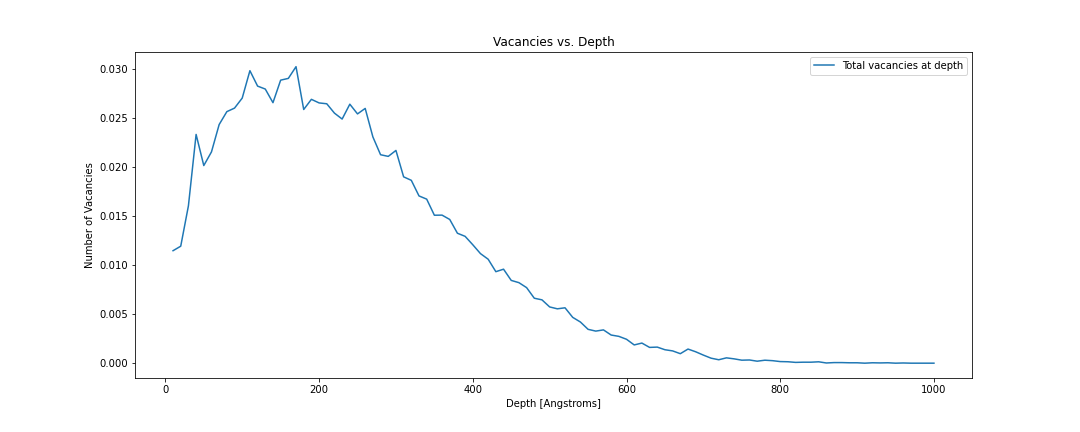 Vacancies vs. Depth
Total vacancies at depth
Number of Vacancies
0.030
0.025
0.020
0.015
0.010
0.005
0.000
0 200 400 600 800 1000
Depth [Angstroms]